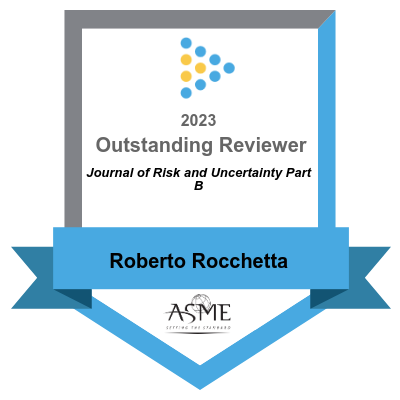 2023
Outstanding Reviewer
Journal of Risk and Uncertainty Part
B
Roberto Rocchetta
ASME
SETTING THE STANDARD